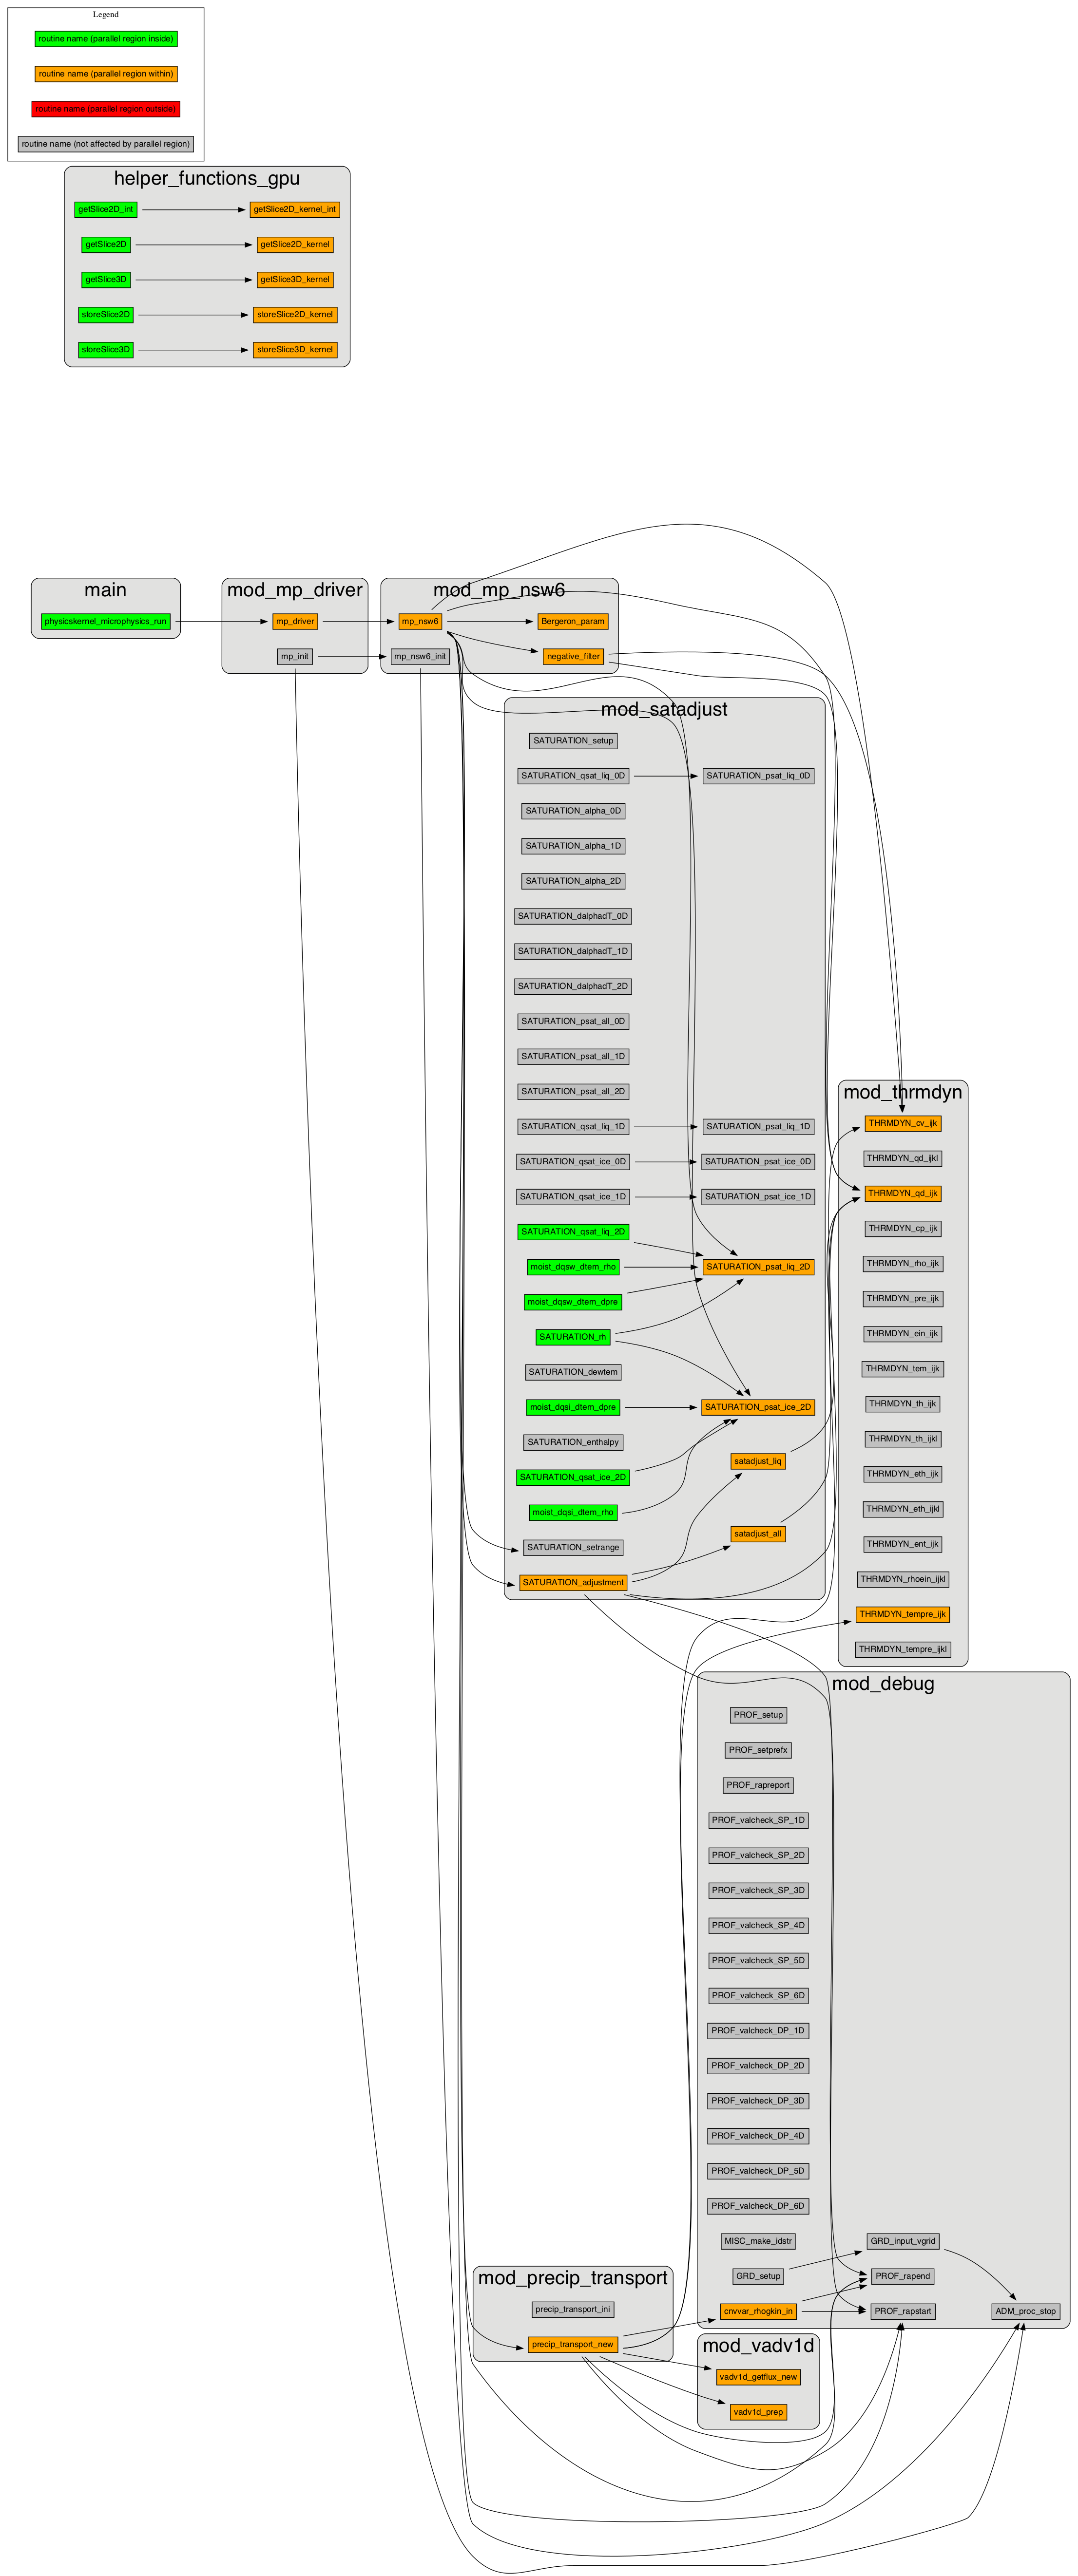 Legend
routine name (parallel region inside)
routine name (parallel region within)
routine name (parallel region outside)
routine name (not affected by parallel region)
helper_functions_gpu
getSlice2D_int
getSlice2D_kernel_int
getSlice2D
getSlice2D_kernel
getSlice3D
getSlice3D_kernel
storeSlice2D
storeSlice2D_kernel
storeSlice3D
storeSlice3D_kernel
main
physicskernel_microphysics_run
mod_mp_driver
mp_driver
mp_init
mod_mp_nsw6
mp_nsw6
Bergeron_param
mp_nsw6_init
negative_filter
mod_satadjust
SATURATION_setup
SATURATION_qsat_liq_0D
SATURATION_psat_liq_0D
SATURATION_alpha_0D
SATURATION_alpha_1D
SATURATION_alpha_2D
SATURATION_dalphadT_0D
SATURATION_dalphadT_1D
SATURATION_dalphadT_2D
SATURATION_psat_all_0D
SATURATION_psat_all_1D
SATURATION_psat_all_2D
SATURATION_qsat_liq_1D
SATURATION_psat_liq_1D
SATURATION_qsat_ice_0D
SATURATION_psat_ice_0D
SATURATION_qsat_ice_1D
SATURATION_psat_ice_1D
SATURATION_qsat_liq_2D
moist_dqsw_dtem_rho
SATURATION_psat_liq_2D
moist_dqsw_dtem_dpre
SATURATION_rh
SATURATION_dewtem
moist_dqsi_dtem_dpre
SATURATION_psat_ice_2D
SATURATION_enthalpy
satadjust_liq
SATURATION_qsat_ice_2D
moist_dqsi_dtem_rho
satadjust_all
SATURATION_setrange
SATURATION_adjustment
mod_thrmdyn
THRMDYN_cv_ijk
THRMDYN_qd_ijkl
THRMDYN_qd_ijk
THRMDYN_cp_ijk
THRMDYN_rho_ijk
THRMDYN_pre_ijk
THRMDYN_ein_ijk
THRMDYN_tem_ijk
THRMDYN_th_ijk
THRMDYN_th_ijkl
THRMDYN_eth_ijk
THRMDYN_eth_ijkl
THRMDYN_ent_ijk
THRMDYN_rhoein_ijkl
THRMDYN_tempre_ijk
THRMDYN_tempre_ijkl
mod_debug
PROF_setup
PROF_setprefx
PROF_rapreport
PROF_valcheck_SP_1D
PROF_valcheck_SP_2D
PROF_valcheck_SP_3D
PROF_valcheck_SP_4D
PROF_valcheck_SP_5D
PROF_valcheck_SP_6D
PROF_valcheck_DP_1D
PROF_valcheck_DP_2D
PROF_valcheck_DP_3D
PROF_valcheck_DP_4D
PROF_valcheck_DP_5D
PROF_valcheck_DP_6D
MISC_make_idstr
GRD_input_vgrid
GRD_setup
PROF_rapend
cnvvar_rhogkin_in
PROF_rapstart
ADM_proc_stop
mod_precip_transport
precip_transport_ini
precip_transport_new
mod_vadv1d
vadv1d_getflux_new
vadv1d_prep